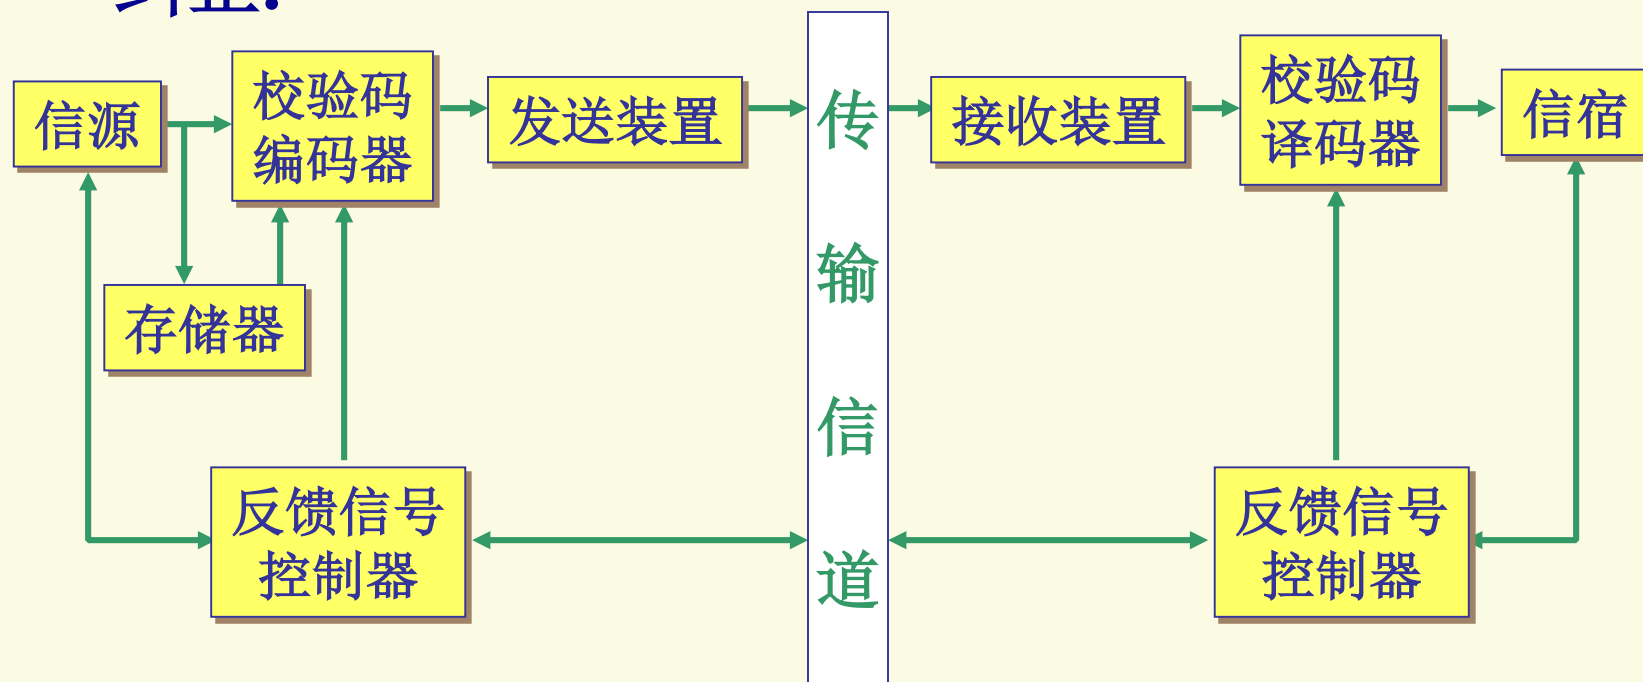 信源
校验码
编码器
发送装置
传
输
信
道
接收装置
校验码
译码器
信宿
存储器
反馈信号
控制器
反馈信号
控制器